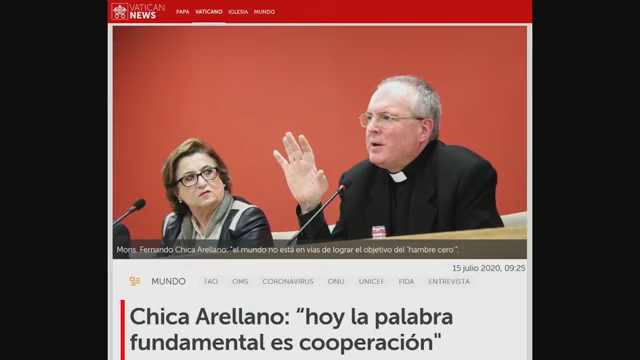 VATICAN
NEWS
PAPA VATICANO IGLESIA MUNDO
Mons. Fernando Chica Arellano: "el mundo no está en vías de lograr el objetivo del 'hambre cero'".
15 julio 2020, 09:25
MUNDO FAO OMS CORONAVIRUS ONU UNICEF FIDA ENTREVISTA
Chica Arellano: “hoy la palabra
fundamental es cooperación"